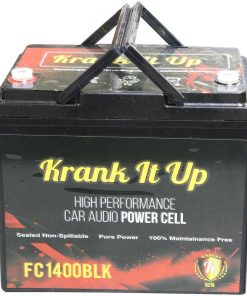 Krank It Up
Krank It Up
HIGH PERFORMANCE
CAR AUDIO POWER CELL
Sealed Non-Spillable Pure Power 100% Maintainance Free
FC1400BLK